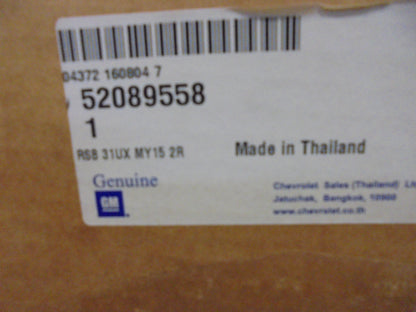 04372 160804 7
52089558
1
RSB 31UX MY15 2R
Made in Thailand
Genuine
GM
Chevrolet Sales (Thailand)
Jatuchak, Bangkok, 10900
www.chevrolet.co.th